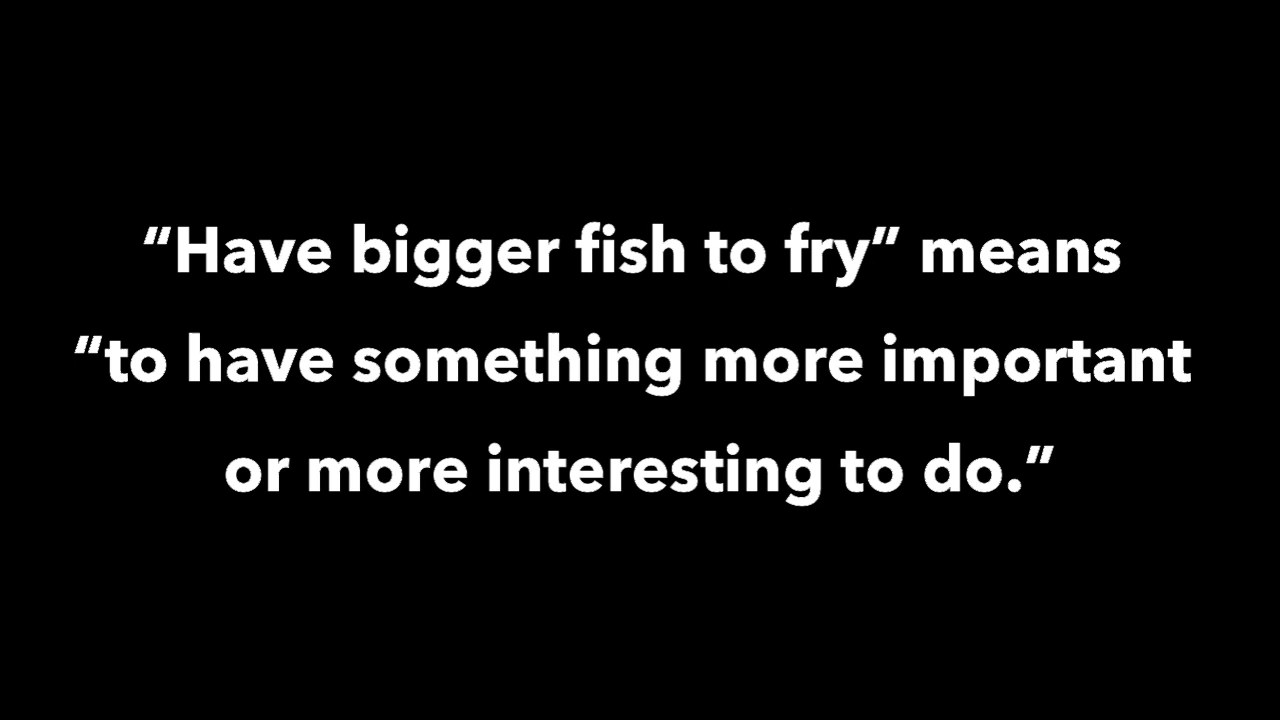 “Have bigger fish to fry” means
“to have something more important
or more interesting to do.”